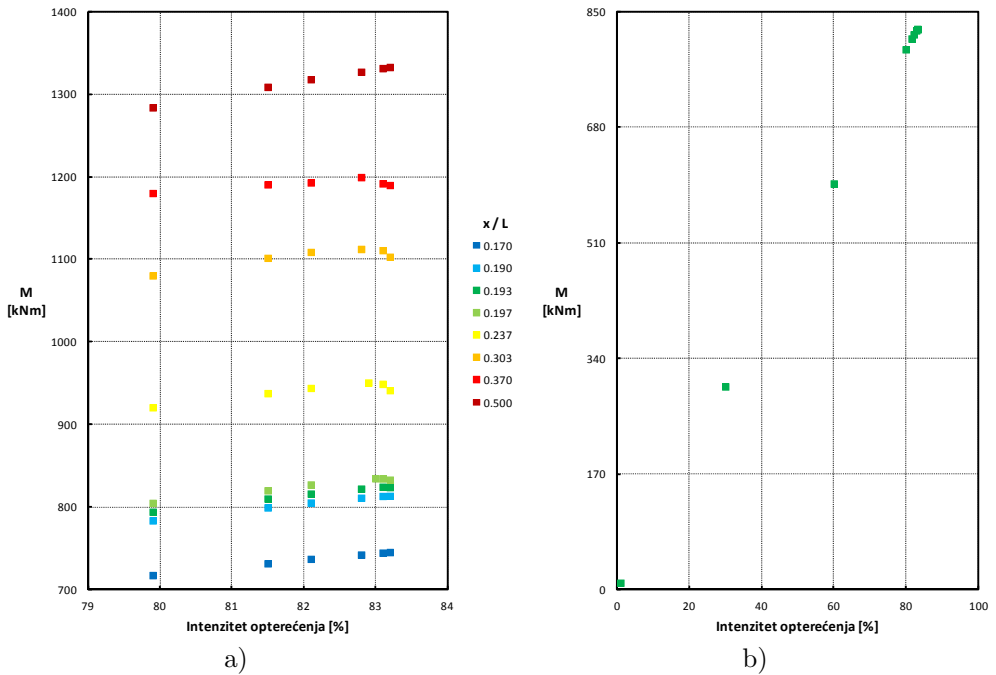 1400
1300
1200
1100
1000
900
800
700
M
[kNm]
79 80 81 82 83 84
Intenzitet opterećenja [%]
a)
x / L
0.170
0.190
0.193
0.197
0.237
0.303
0.370
0.500
850
680
510
340
170
0
M
[kNm]
0 20 40 60 80 100
Intenzitet opterećenja [%]
b)